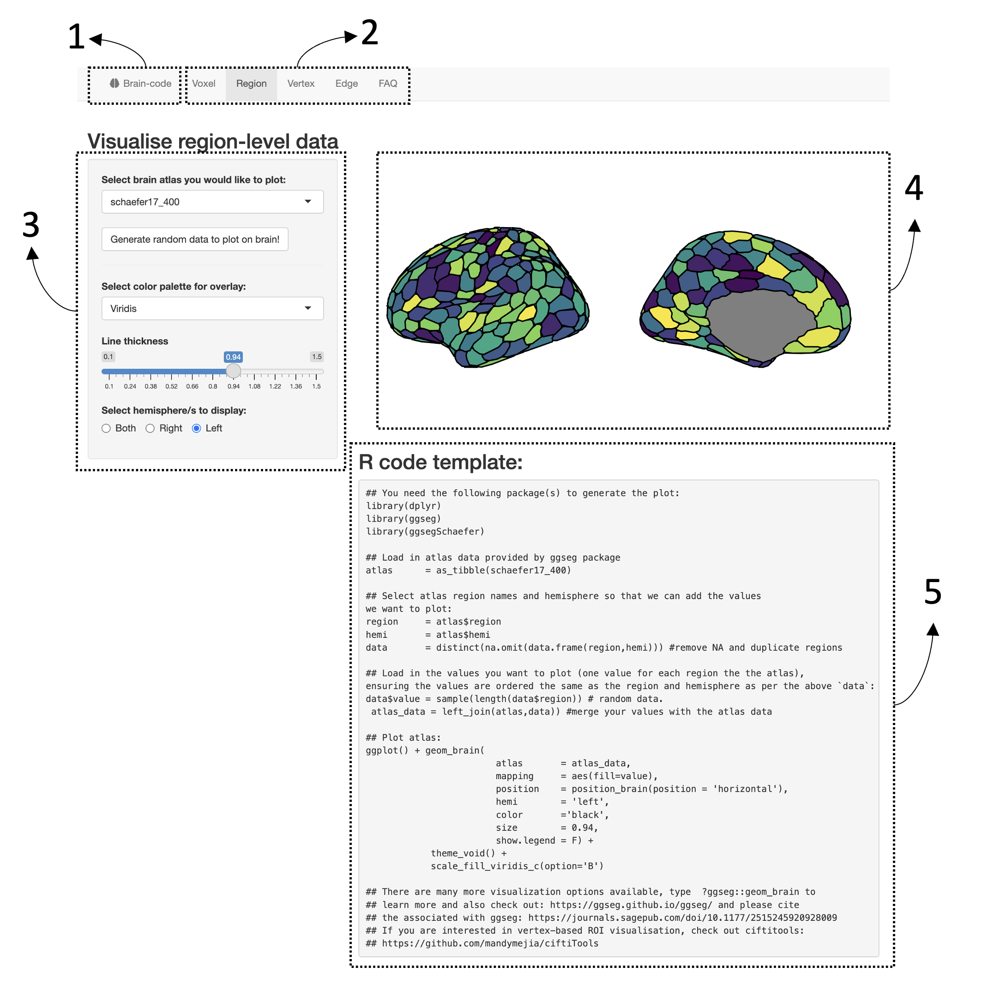 1
2
Brain-code Voxel Region Vertex Edge FAQ
Visualise region-level data
3
Select brain atlas you would like to plot:
schaefer17_400
Generate random data to plot on brain!
Select color palette for overlay:
Viridis
Line thickness
0.1 0.94 1.5
0.1 0.24 0.38 0.52 0.66 0.8 0.94 1.08 1.22 1.36 1.5
Select hemisphere/s to display:
Both Right Left
4
5
R code template:
## You need the following package(s) to generate the plot:
library(dplyr)
library(ggseg)
library(ggsegSchaefer)
## Load in atlas data provided by ggseg package
atlas      = as_tibble(schaefer17_400)
## Select atlas region names and hemisphere so that we can add the values
we want to plot:
region     = atlas$region
hemi       = atlas$hemi
data       = distinct(na.omit(data.frame(region,hemi))) #remove NA and duplicate regions
## Load in the values you want to plot (one value for each region the the atlas),
ensuring the values are ordered the same as the region and hemisphere as per the above `data`:
data$value = sample(length(data$region)) # random data.
 atlas_data = left_join(atlas,data)) #merge your values with the atlas data
## Plot atlas:
ggplot() + geom_brain(
                        atlas       = atlas_data,
                        mapping     = aes(fill=value),
                        position    = position_brain(position = 'horizontal'),
                        hemi        = 'left',
                        color       ='black',
                        size        = 0.94,
                        show.legend = F) +
            theme_void() +
            scale_fill_viridis_c(option='B')
## There are many more visualization options available, type  ?ggseg::geom_brain to
## learn more and also check out: https://ggseg.github.io/ggseg/ and please cite
## the associated with ggseg: https://journals.sagepub.com/doi/10.1177/2515245920928009
## If you are interested in vertex-based ROI visualisation, check out ciftitools:
## https://github.com/mandymejia/ciftiTools